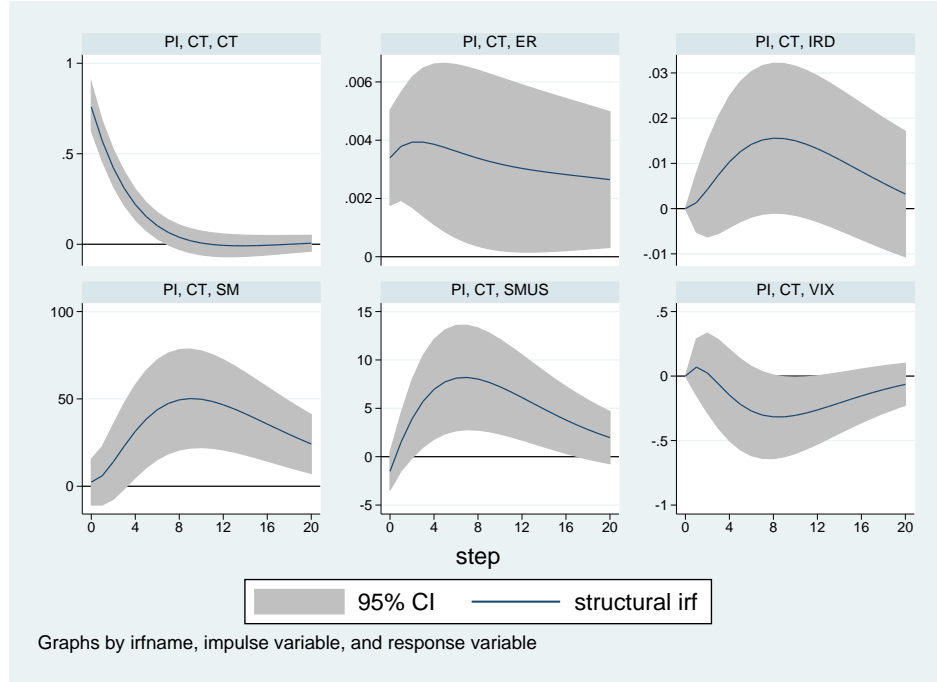 PI, CT, CT
PI, CT, ER
PI, CT, IRD
1
.5
0
.006
.004
.002
0
.03
.02
.01
0
-.01
PI, CT, SM
PI, CT, SMUS
PI, CT, VIX
100
50
0
15
10
5
0
-5
.5
0
-.5
-1
0 4 8 12 16 20
0 4 8 12 16 20
0 4 8 12 16 20
step
95% CI
structural irf
Graphs by irfname, impulse variable, and response variable